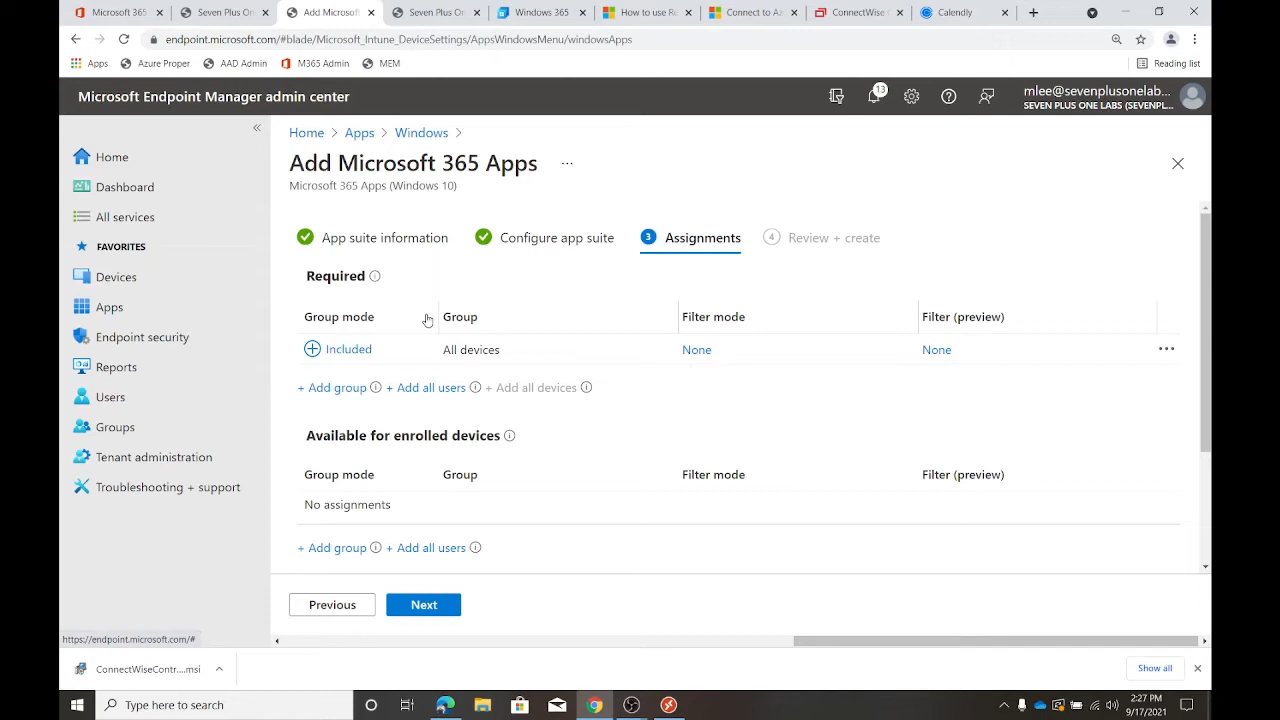 Microsoft 365
Seven Plus On
Add Microsof
Seven Plus On
Windows 365
How to use Re
Connect to Az
ConnectWise C
Calendly
endpoint.microsoft.com/#blade/Microsoft_Intune_DeviceSettings/AppsWindowsMenu/windowsApps
Apps
Azure Proper
AAD Admin
M365 Admin
MEM
Reading list
Microsoft Endpoint Manager admin center
13
mlee@sevenplusonelab...
SEVEN PLUS ONE LABS (SEVENPL...
Home
Dashboard
All services
FAVORITES
Devices
Apps
Endpoint security
Reports
Users
Groups
Tenant administration
Troubleshooting + support
Home > Apps > Windows >
Add Microsoft 365 Apps ...
Microsoft 365 Apps (Windows 10)
App suite information
Configure app suite
3 Assignments
4 Review + create
Required
Group mode Group Filter mode Filter (preview)
Included All devices None None
+ Add group + Add all users + Add all devices
Available for enrolled devices
Group mode Group Filter mode Filter (preview)
No assignments
+ Add group + Add all users
Previous
Next
https://endpoint.microsoft.com/#
ConnectWiseContr....msi
Show all
Type here to search
2:27 PM
9/17/2021